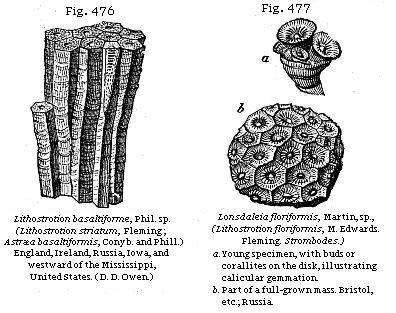 Fig. 476
Lithostrotion basaltiforme, Phil. sp.
(Lithostrotion striatum, Fleming;
Astræa basaltiformis, Conyb. and Phill.)
England, Ireland, Russia, Iowa, and
westward of the Mississippi,
United States. (D. D. Owen.)
Fig. 477
a
b
Lonsdaleia floriformis, Martin, sp.,
(Lithostrotion floriformis, M. Edwards.
Fleming. Strombodes.)
a. Young specimen, with buds or
corallites on the disk, illustrating
calicular gemmation.
b. Part of a full-grown mass. Bristol,
etc.; Russia.